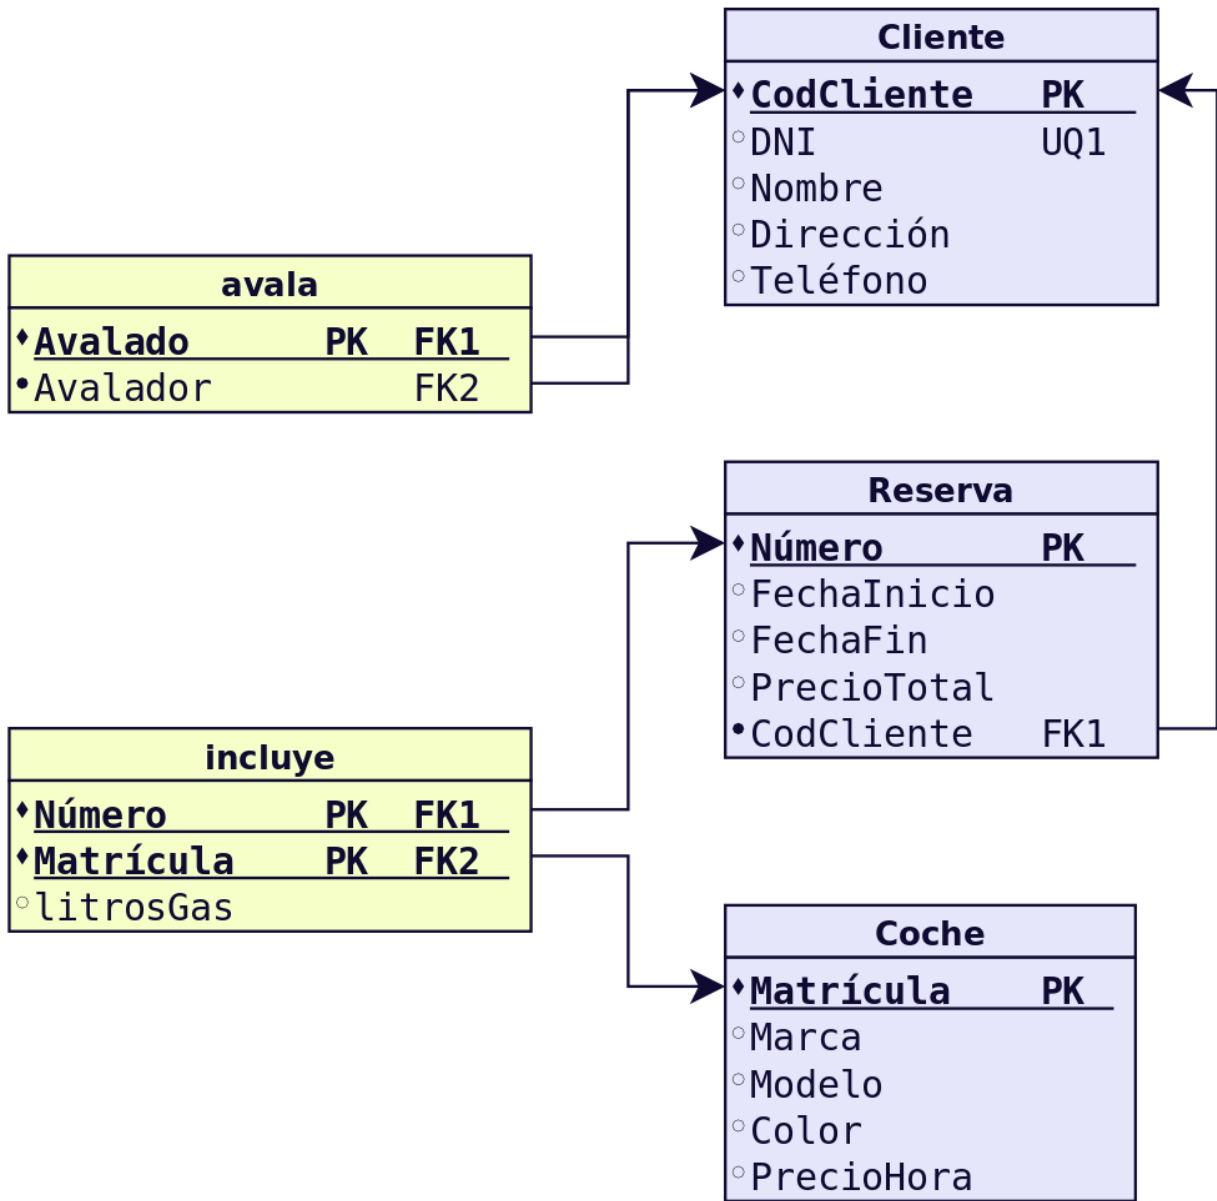 Cliente
CodCliente PK
DNI UQ1
Nombre
Dirección
Teléfono
avala
Avalado PK FK1
Avalador FK2
Reserva
Número PK
FechaInicio
FechaFin
PrecioTotal
CodCliente FK1
incluye
Número PK FK1
Matrícula PK FK2
litrosGas
Coche
Matrícula PK
Marca
Modelo
Color
PrecioHora